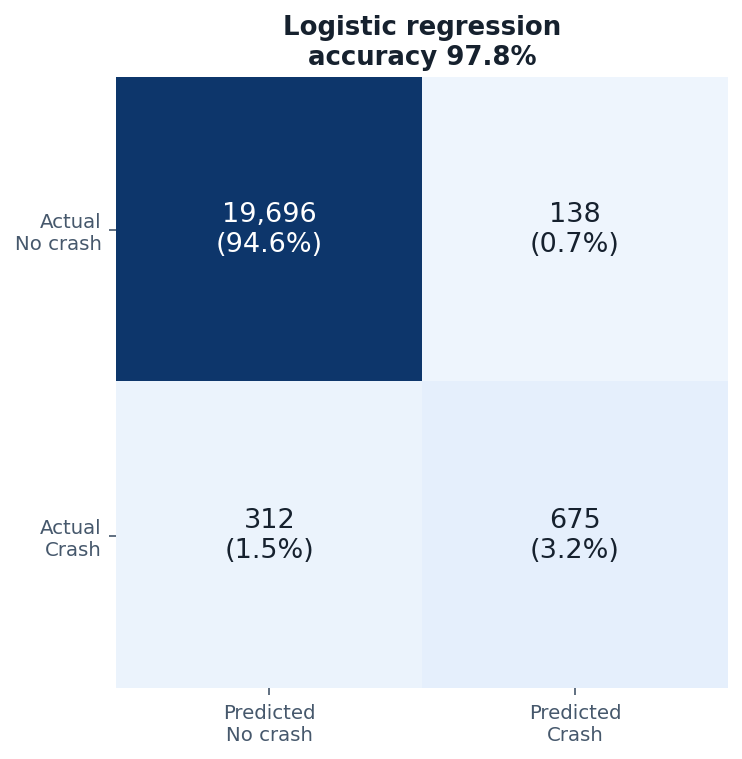 Logistic regression
accuracy 97.8%
Actual
No crash
19,696
(94.6%)
138
(0.7%)
Actual
Crash
312
(1.5%)
675
(3.2%)
Predicted
No crash
Predicted
Crash